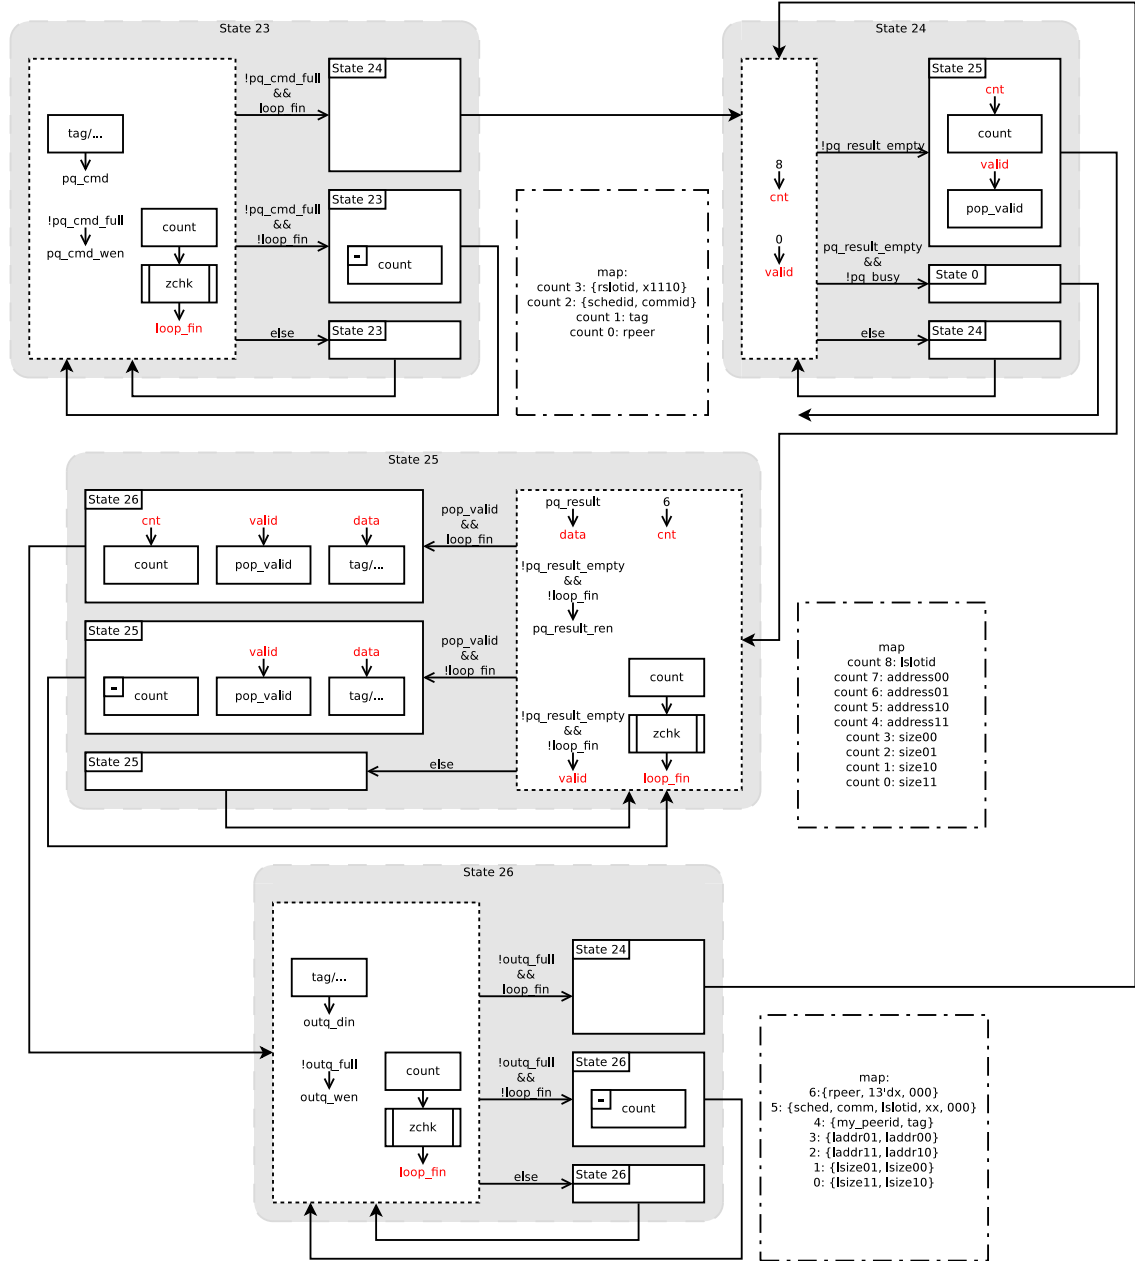 State 23
tag/...
pq_cmd
!pq_cmd_full
pq_cmd_wen
count
zchk
loop_fin
!pq_cmd_full
&&
loop_fin
State 24
!pq_cmd_full
&&
!loop_fin
State 23
-
count
else
State 23
map:
count 3: {rslotid, x1110}
count 2: {schedid, commid}
count 1: tag
count 0: rpeer
State 24
8
cnt
0
valid
!pq_result_empty
State 25
cnt
count
valid
pop_valid
pq_result_empty
&&
!pq_busy
State 0
else
State 24
State 25
State 26
cnt
count
valid
pop_valid
data
tag/...
pop_valid
&&
loop_fin
State 25
-
count
valid
pop_valid
data
tag/...
pop_valid
&&
!loop_fin
State 25
else
pq_result
data
6
cnt
!pq_result_empty
&&
!loop_fin
pq_result_ren
count
zchk
loop_fin
!pq_result_empty
&&
!loop_fin
valid
map
count 8: lslotid
count 7: address00
count 6: address01
count 5: address10
count 4: address11
count 3: size00
count 2: size01
count 1: size10
count 0: size11
State 26
tag/...
outq_din
!outq_full
outq_wen
count
zchk
loop_fin
!outq_full
&&
loop_fin
State 24
!outq_full
&&
!loop_fin
State 26
-
count
else
State 26
map:
6:{rpeer, 13'dx, 000}
5: {sched, comm, lslotid, xx, 000}
4: {my_peerid, tag}
3: {laddr01, laddr00}
2: {laddr11, laddr10}
1: {lsize01, lsize00}
0: {lsize11, lsize10}